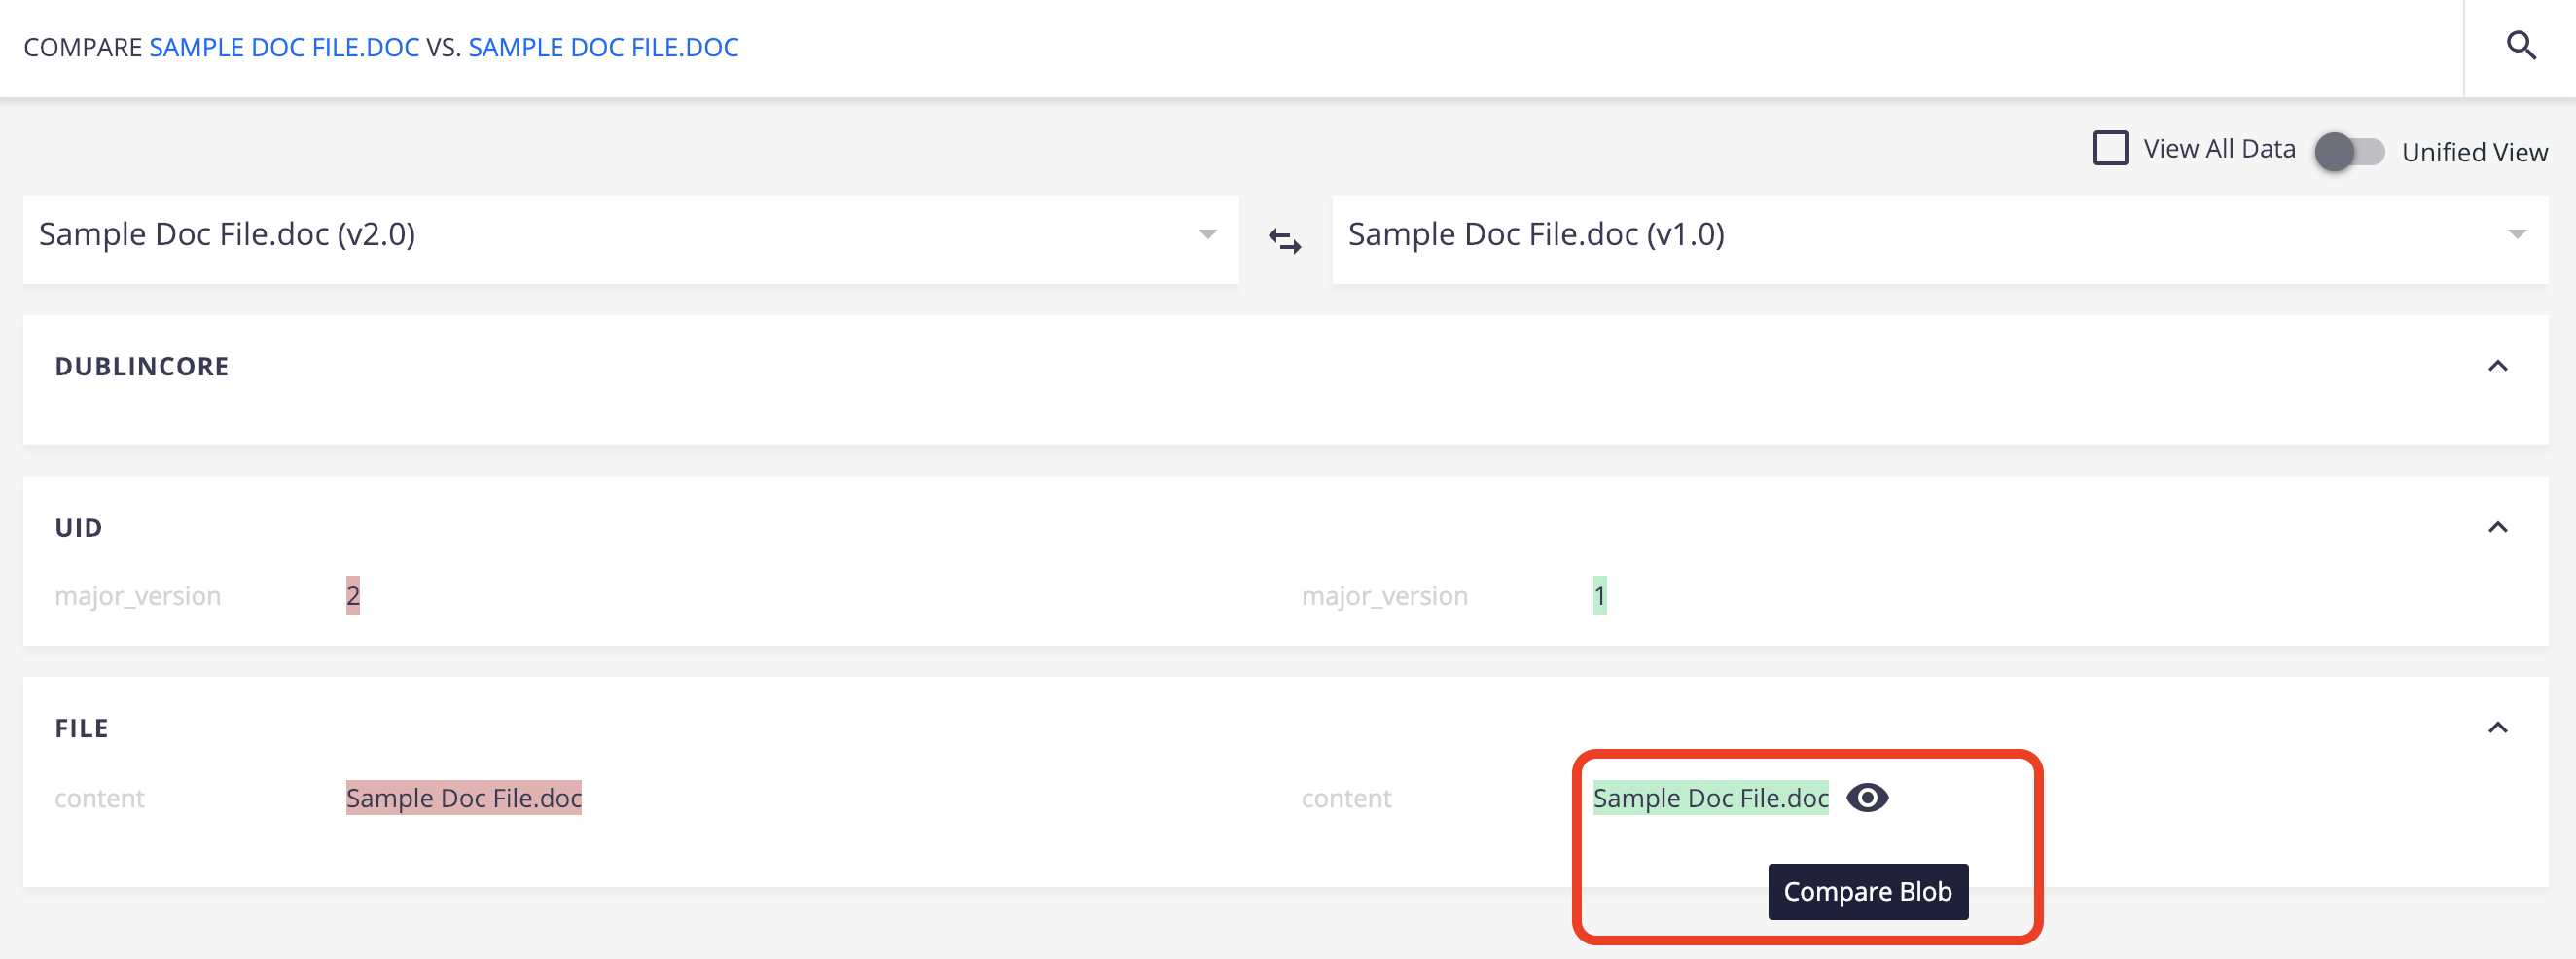 COMPARE SAMPLE DOC FILE.DOC VS. SAMPLE DOC FILE.DOC
View All Data
Unified View
Sample Doc File.doc (v2.0)
Sample Doc File.doc (v1.0)
DUBLINCORE
UID
major_version 2 major_version 1
FILE
content Sample Doc File.doc content Sample Doc File.doc
Compare Blob